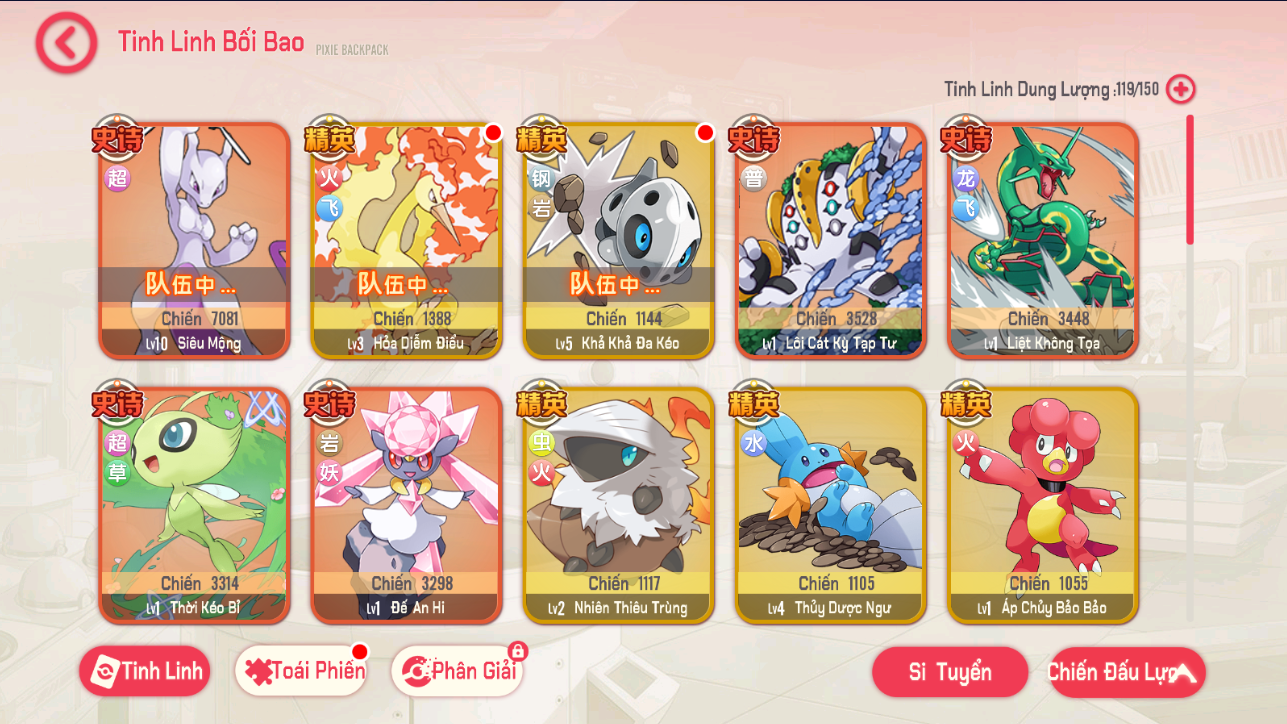 Tinh Linh Bối Bao PIXIE BACKPACK
Tinh Linh Dung Lượng :119/150
史诗 超 队伍中... Chiến 7081 Lv10 Siêu Mộng
精英 火 飞 队伍中... Chiến 1388 Lv3 Hỏa Diễm Điểu
精英 钢 岩 队伍中... Chiến 1144 Lv5 Khả Khả Đa Kéo
史诗 普 Chiến 3528 Lv1 Lôi Cát Kỳ Tạp Tư
史诗 龙 飞 Chiến 3448 Lv1 Liệt Không Tọa
史诗 超 草 Chiến 3314 Lv1 Thời Kéo Bỉ
史诗 岩 妖 Chiến 3298 Lv1 Đế An Hi
精英 虫 火 Chiến 1117 Lv2 Nhiên Thiêu Trùng
精英 水 Chiến 1105 Lv4 Thủy Dược Ngư
精英 火 Chiến 1055 Lv1 Áp Chủy Bảo Bảo
Tinh Linh
Toái Phiến
Phân Giải
Si Tuyển
Chiến Đấu Lực